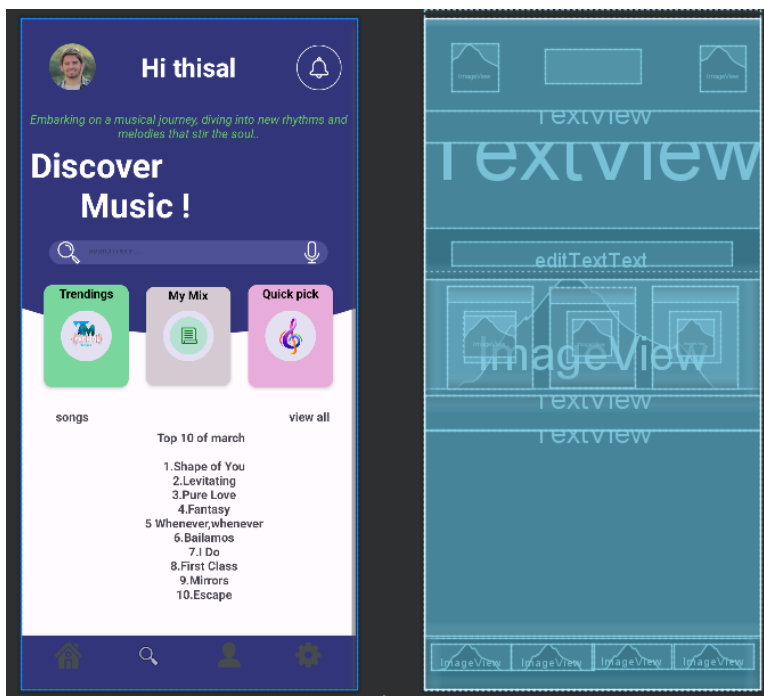 Hi thisal
Embarking on a musical journey, diving into new rhythms and
melodies that stir the soul..
Discover
Music !
Trendings
My Mix
Quick pick
songs
view all
Top 10 of march
1.Shape of You
2.Levitating
3.Pure Love
4.Fantasy
5 Whenever,whenever
6.Bailamos
7.I Do
8.First Class
9.Mirrors
10.Escape
ImageView
ImageView
TextView
TextView
editTextText
ImageView
TextView
TextView
ImageView
ImageView
ImageView
ImageView